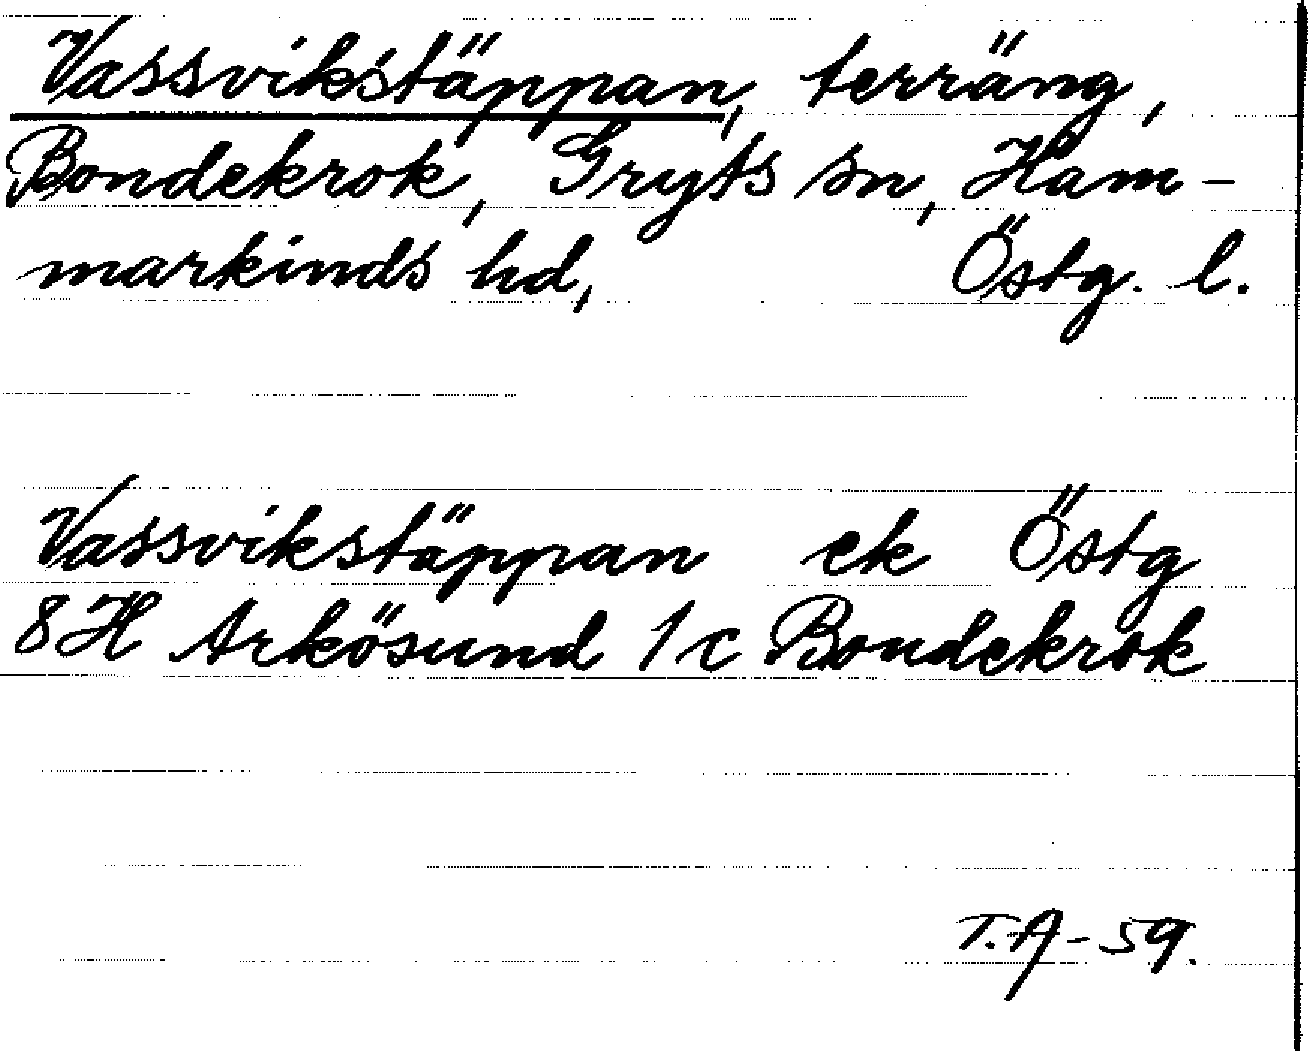 Vassvikstäppan, terräng,
Bondekrok, Gryts sn, Ham-
markinds hd, Östg. l.
Vassvikstäppan ek Östg
8H Arkösund 1c Bondekrok
T.A-59.